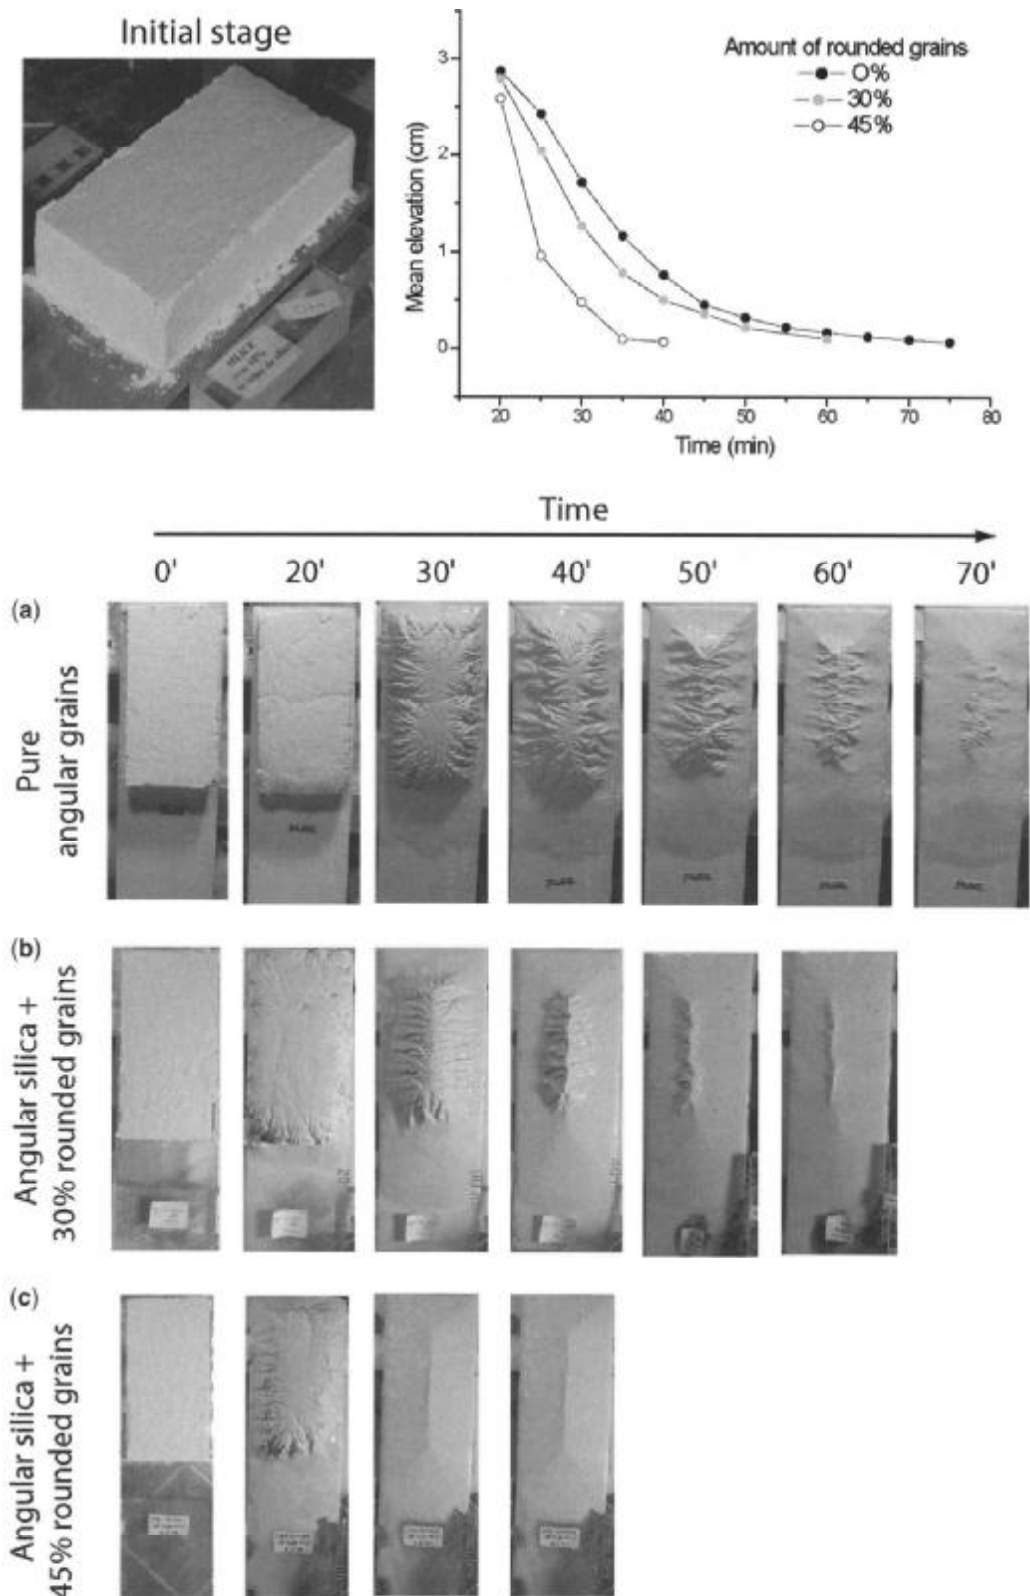 Initial stage
SILICE
Amount of rounded grains
O%
30%
45%
Mean elevation (cm)
3
2
1
0
20
30
40
50
60
70
80
Time (min)
Time
0'
20'
30'
40'
50'
60'
70'
(a)
Pure
angular grains
(b)
Angular silica +
30% rounded grains
(c)
Angular silica +
45% rounded grains